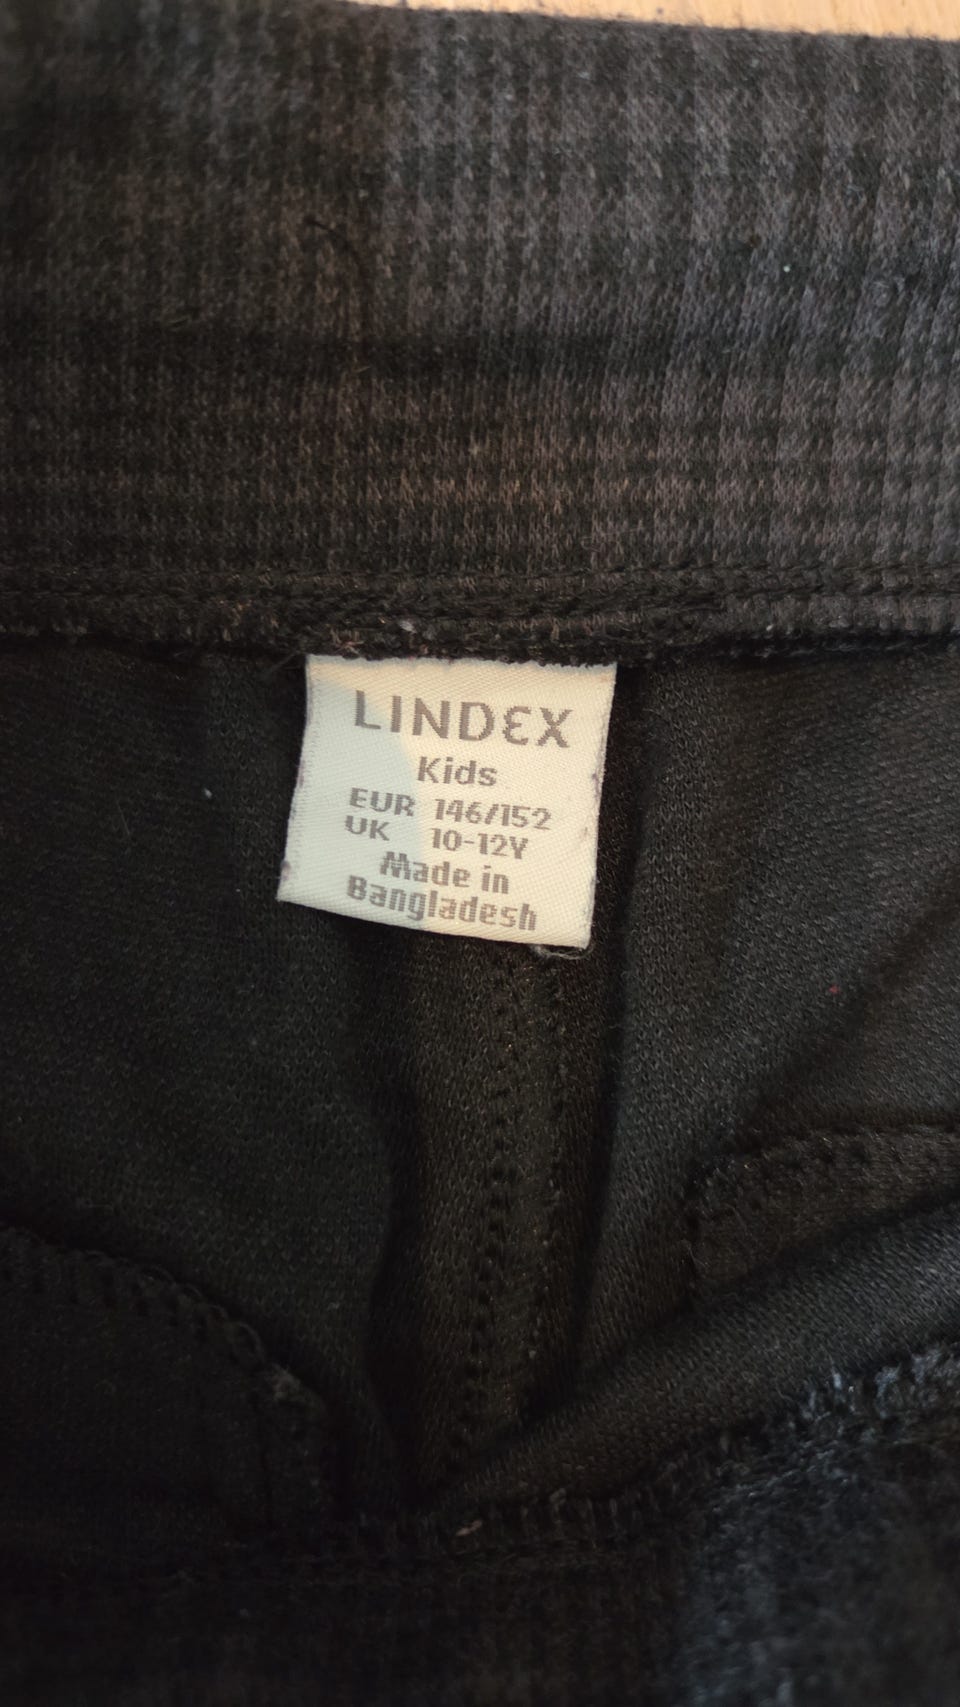 LINDEX
Kids
EUR 146/152
UK 10-12Y
Made in
Bangladesh